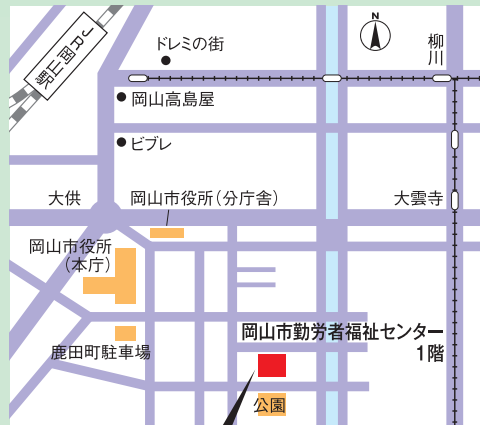 JR岡山駅
ドレミの街
N
柳川
岡山高島屋
ビブレ
大供
岡山市役所(分庁舎)
大雲寺
岡山市役所
(本庁)
岡山市勤労者福祉センター
1階
鹿田町駐車場
公園